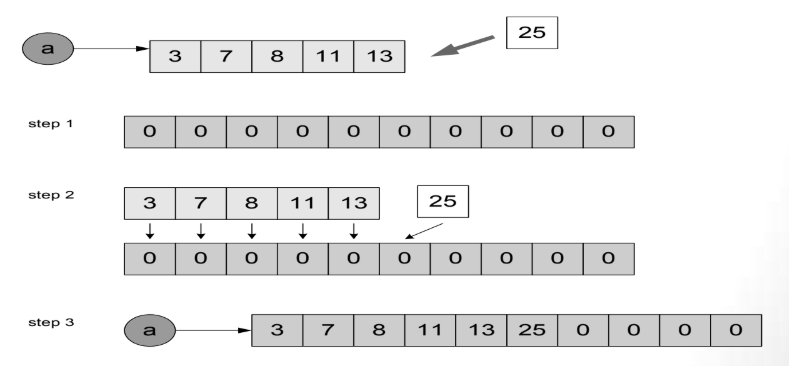 25
a
3 7 8 11 13
step 1
0 0 0 0 0 0 0 0 0 0
step 2
3 7 8 11 13
25
0 0 0 0 0 0 0 0 0 0
step 3
a
3 7 8 11 13 25 0 0 0 0